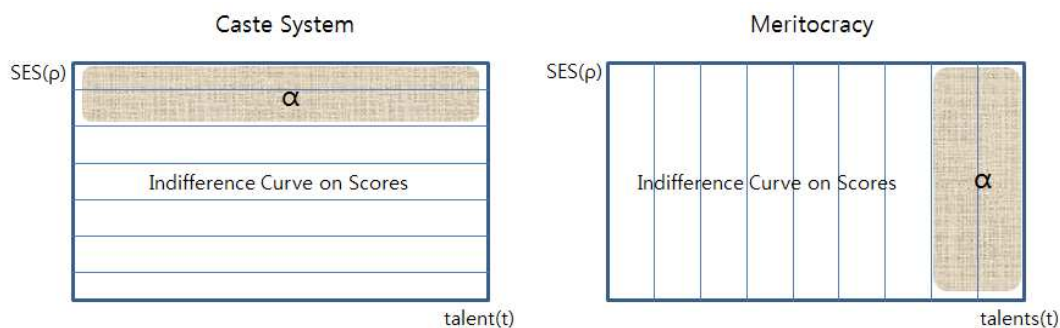 Caste System
SES(ρ)
α
Indifference Curve on Scores
talent(t)
Meritocracy
SES(ρ)
Indifference Curve on Scores
α
talents(t)